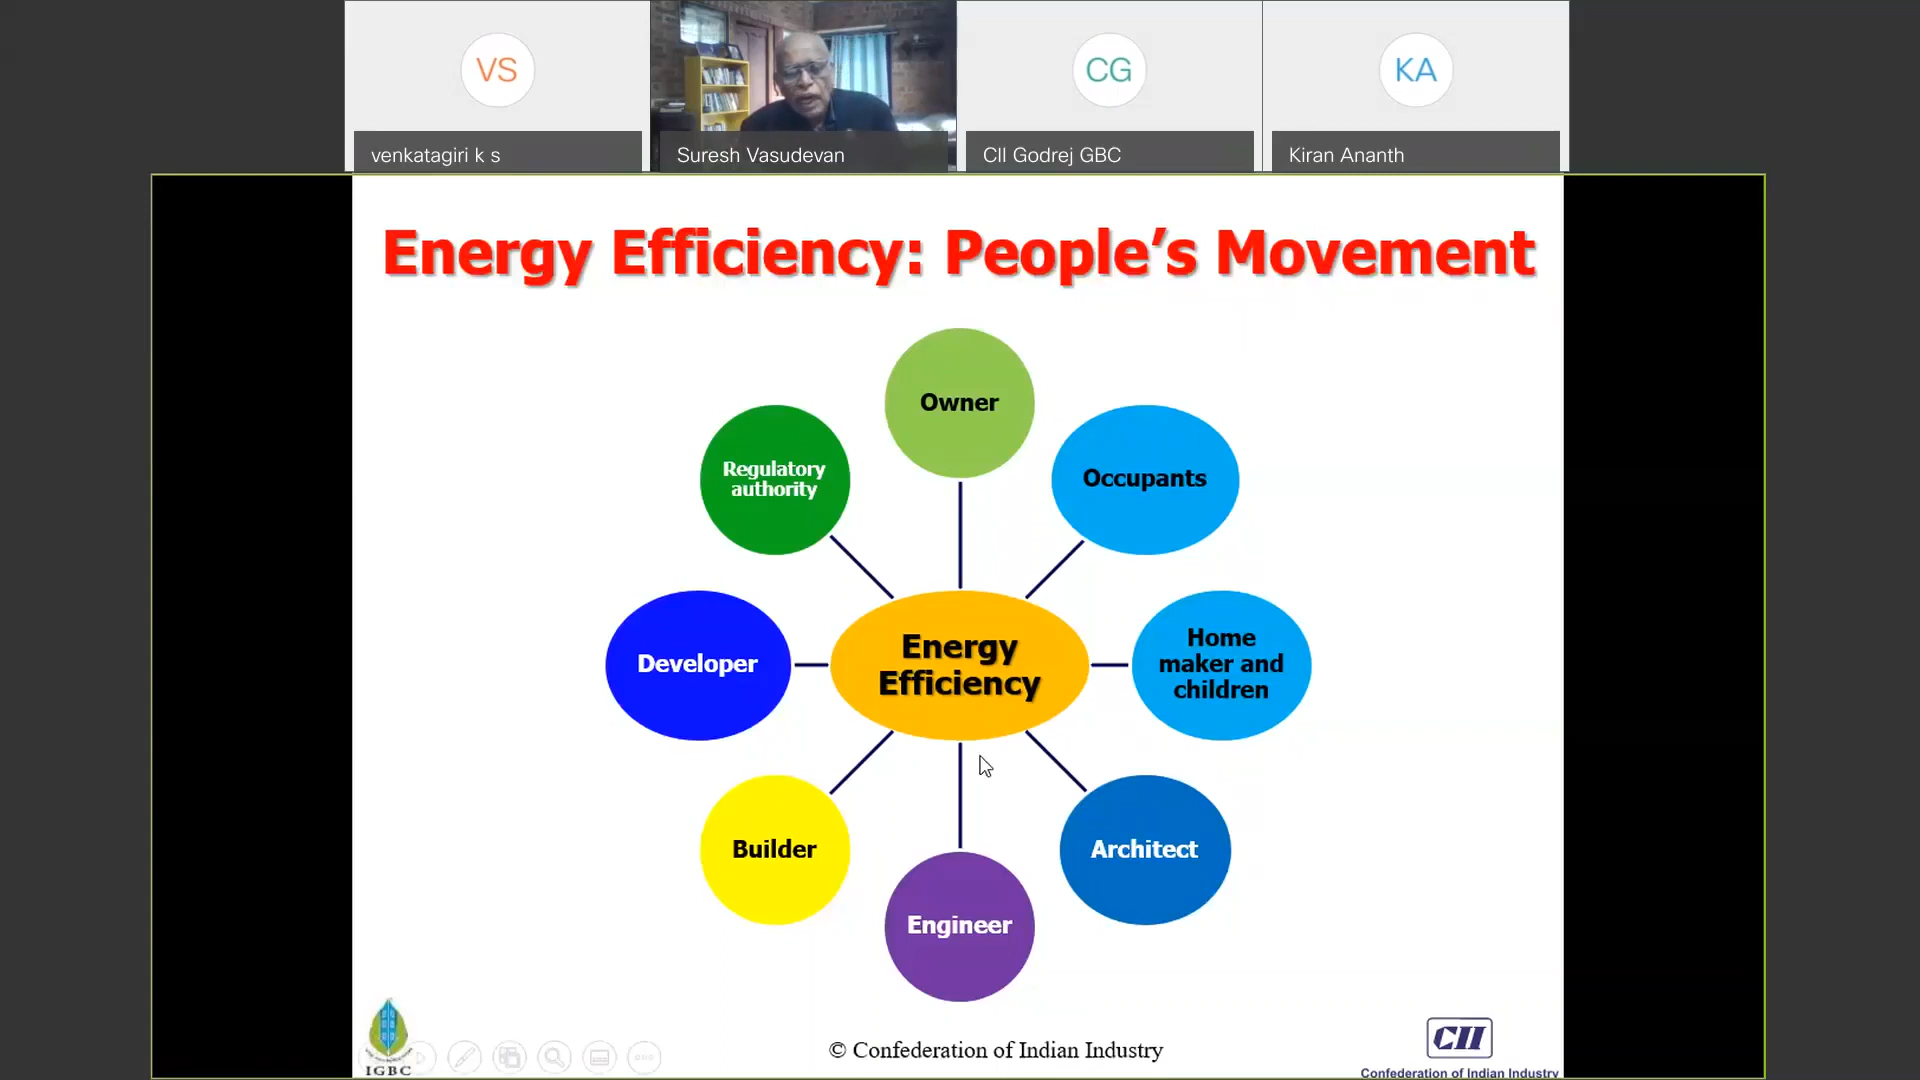 VS
CG
KA
venkatagiri k s
Suresh Vasudevan
CII Godrej GBC
Kiran Ananth
Energy Efficiency: People’s Movement
Owner
Regulatory
authority
Occupants
Developer
Energy
Efficiency
Home
maker and
children
Builder
Architect
Engineer
IGBC
© Confederation of Indian Industry
CII
Confederation of Indian Industry